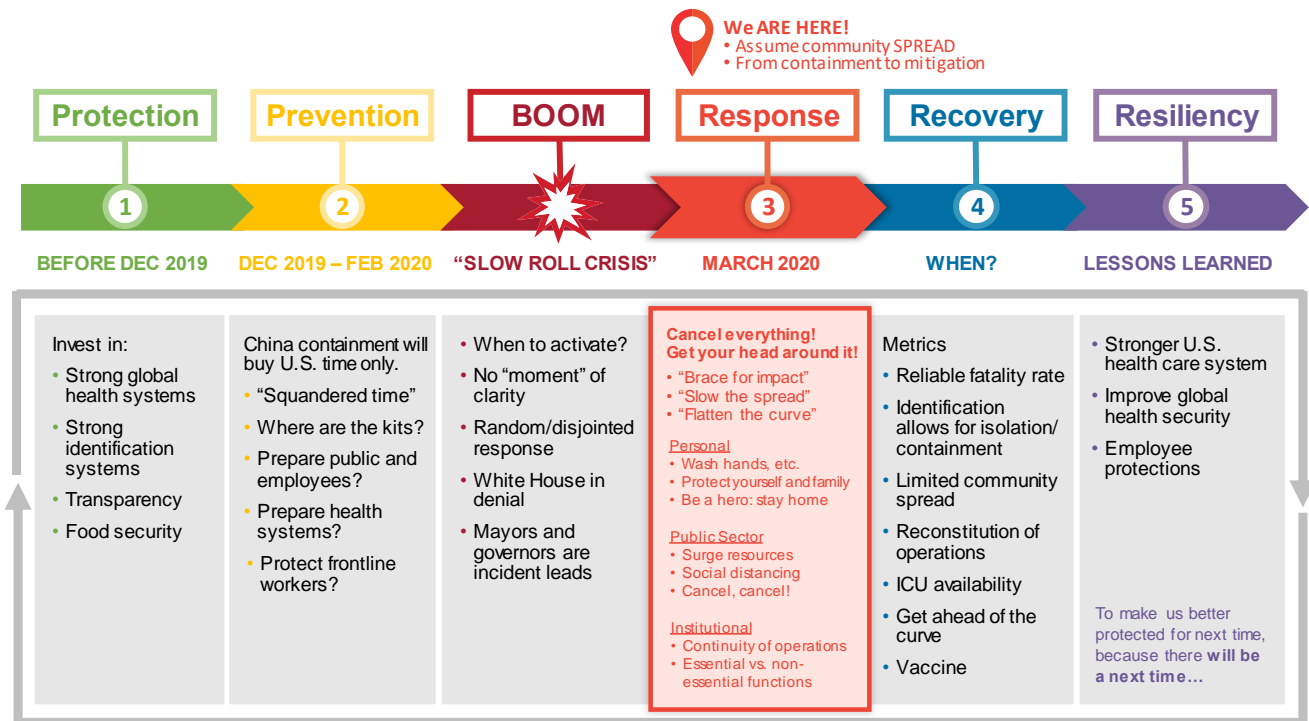 We ARE HERE!
• Assume community SPREAD
• From containment to mitigation
Protection
Prevention
BOOM
Response
Recovery
Resiliency
1
2
3
4
5
BEFORE DEC 2019
DEC 2019 – FEB 2020
“SLOW ROLL CRISIS”
MARCH 2020
WHEN?
LESSONS LEARNED
Invest in:
• Strong global
health systems
• Strong
identification
systems
• Transparency
• Food security
China containment will
buy U.S. time only.
• “Squandered time”
• Where are the kits?
• Prepare public and
employees?
• Prepare health
systems?
• Protect frontline
workers?
• When to activate?
• No “moment” of
clarity
• Random/disjointed
response
• White House in
denial
• Mayors and
governors are
incident leads
Cancel everything!
Get your head around it!
• “Brace for impact”
• “Slow the spread”
• “Flatten the curve”
Personal
• Wash hands, etc.
• Protect yourself and family
• Be a hero: stay home
Public Sector
• Surge resources
• Social distancing
• Cancel, cancel!
Institutional
• Continuity of operations
• Essential vs. non-
essential functions
Metrics
• Reliable fatality rate
• Identification
allows for isolation/
containment
• Limited community
spread
• Reconstitution of
operations
• ICU availability
• Get ahead of the
curve
• Vaccine
• Stronger U.S.
health care system
• Improve global
health security
• Employee
protections
To make us better
protected for next time,
because there will be
a next time…